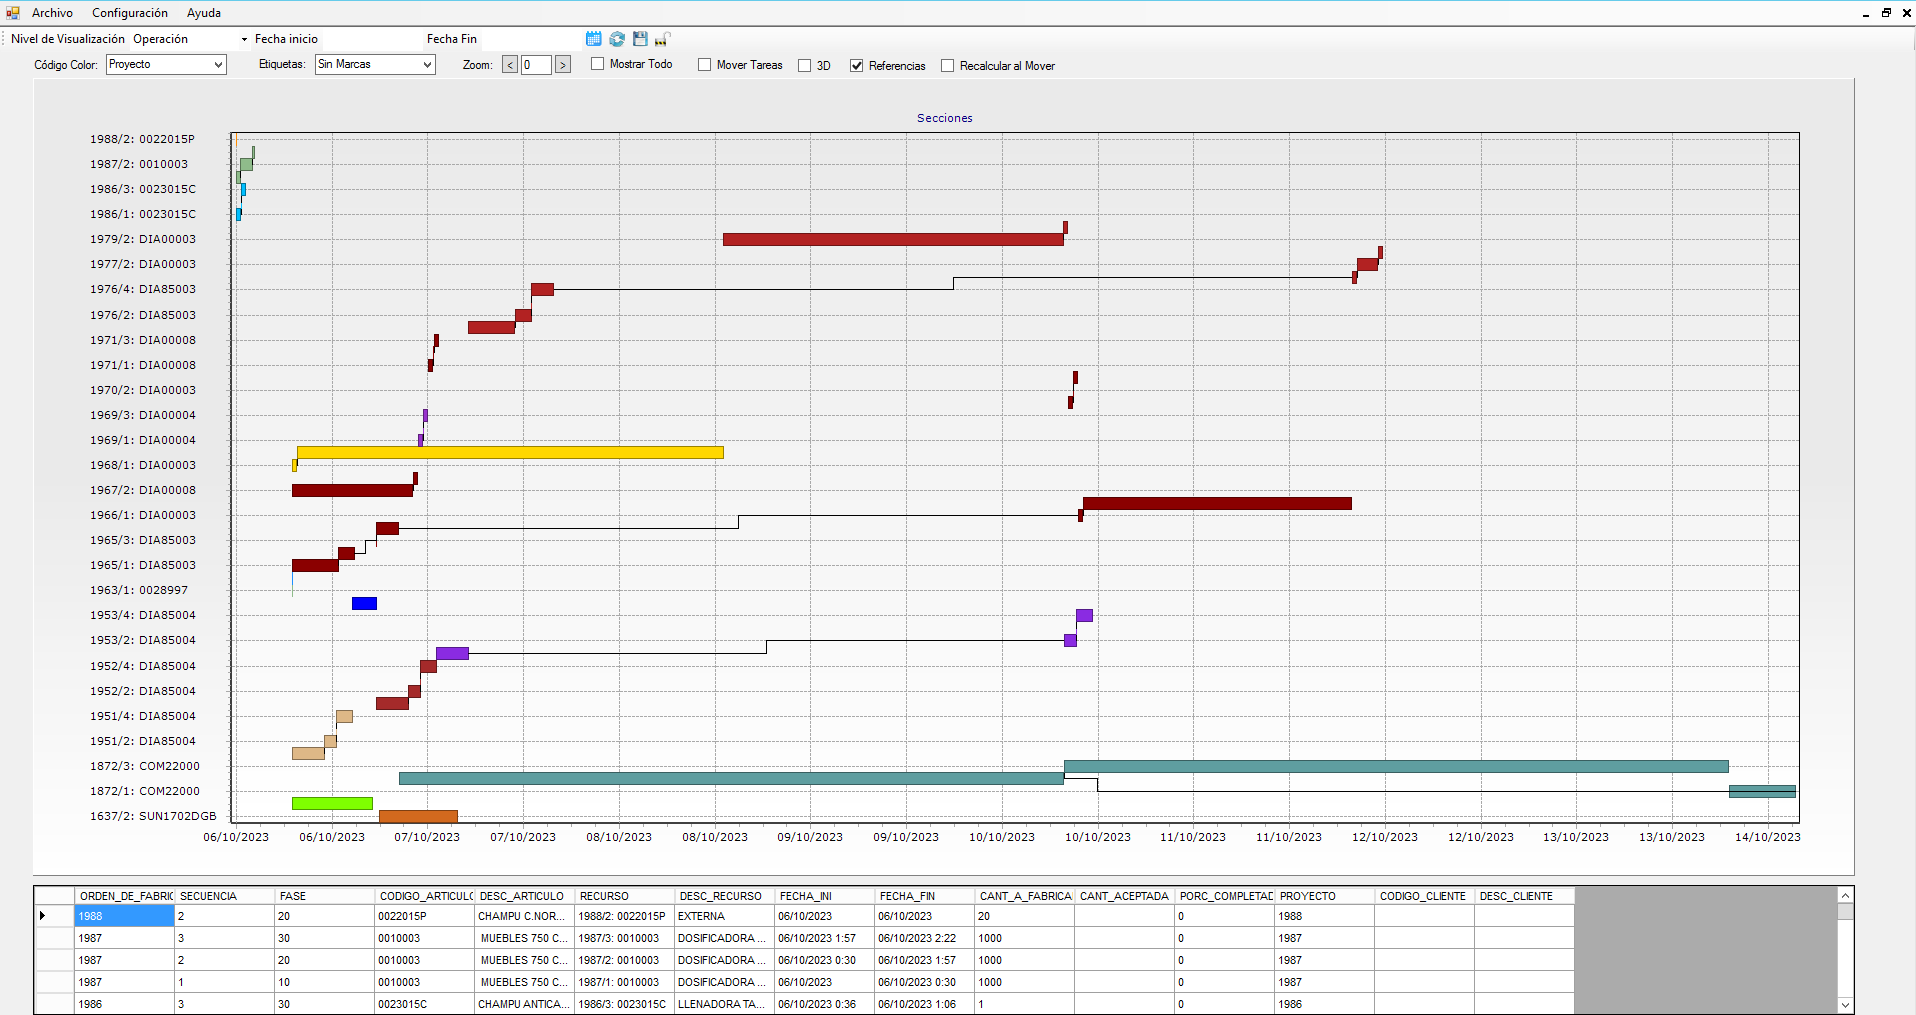 Archivo Configuración Ayuda
Nivel de Visualización Operación Fecha inicio Fecha Fin
Código Color: Proyecto Etiquetas: Sin Marcas Zoom: < 0 > Mostrar Todo Mover Tareas 3D Referencias Recalcular al Mover
Secciones
1988/2: 0022015P
1987/2: 0010003
1986/3: 0023015C
1986/1: 0023015C
1979/2: DIA00003
1977/2: DIA00003
1976/4: DIA85003
1976/2: DIA85003
1971/3: DIA00008
1971/1: DIA00008
1970/2: DIA00003
1969/3: DIA00004
1969/1: DIA00004
1968/1: DIA00003
1967/2: DIA00008
1966/1: DIA00003
1965/3: DIA85003
1965/1: DIA85003
1963/1: 0028997
1953/4: DIA85004
1953/2: DIA85004
1952/4: DIA85004
1952/2: DIA85004
1951/4: DIA85004
1951/2: DIA85004
1872/3: COM22000
1872/1: COM22000
1637/2: SUN1702DGB
06/10/2023 06/10/2023 07/10/2023 07/10/2023 08/10/2023 08/10/2023 09/10/2023 09/10/2023 10/10/2023 10/10/2023 11/10/2023 11/10/2023 12/10/2023 12/10/2023 13/10/2023 13/10/2023 14/10/2023
ORDEN_DE_FABRIC SECUENCIA FASE CODIGO_ARTICULO DESC_ARTICULO RECURSO DESC_RECURSO FECHA_INI FECHA_FIN CANT_A_FABRICA CANT_ACEPTADA PORC_COMPLETAD PROYECTO CODIGO_CLIENTE DESC_CLIENTE
1988 2 20 0022015P CHAMPU C.NOR... 1988/2: 0022015P EXTERNA 06/10/2023 06/10/2023 20 0 1988
1987 3 30 0010003 MUEBLES 750 C... 1987/3: 0010003 DOSIFICADORA ... 06/10/2023 1:57 06/10/2023 2:22 1000 0 1987
1987 2 20 0010003 MUEBLES 750 C... 1987/2: 0010003 DOSIFICADORA ... 06/10/2023 0:30 06/10/2023 1:57 1000 0 1987
1987 1 10 0010003 MUEBLES 750 C... 1987/1: 0010003 DOSIFICADORA ... 06/10/2023 06/10/2023 0:30 1000 0 1987
1986 3 30 0023015C CHAMPU ANTICA... 1986/3: 0023015C LLENADORA TA... 06/10/2023 0:36 06/10/2023 1:06 1 0 1986